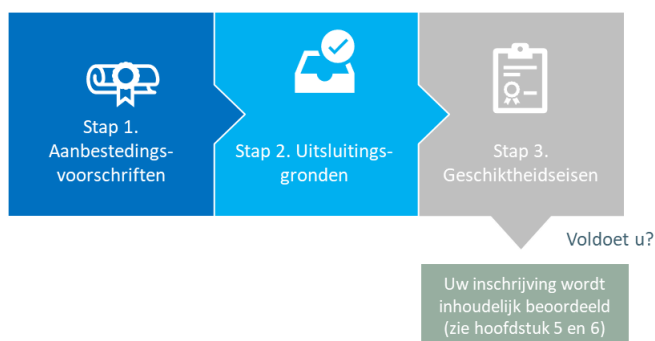 Stap 1.
Aanbestedings-
voorschriften
Stap 2. Uitsluitings-
gronden
Stap 3.
Geschiktheidseisen
Voldoet u?
Uw inschrijving wordt
inhoudelijk beoordeeld
(zie hoofdstuk 5 en 6)